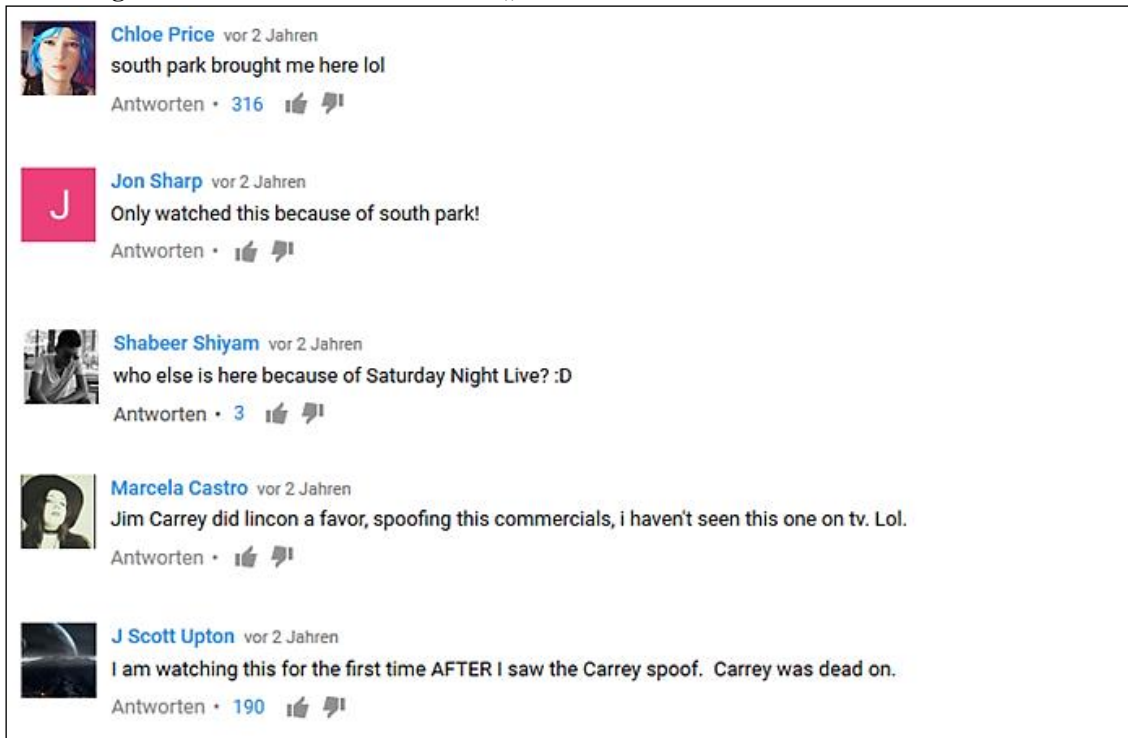 Chloe Price vor 2 Jahren
south park brought me here lol
Antworten • 316
J
Jon Sharp vor 2 Jahren
Only watched this because of south park!
Antworten •
Shabeer Shiyam vor 2 Jahren
who else is here because of Saturday Night Live? :D
Antworten • 3
Marcela Castro vor 2 Jahren
Jim Carrey did lincon a favor, spoofing this commercials, i haven't seen this one on tv. Lol.
Antworten •
J Scott Upton vor 2 Jahren
I am watching this for the first time AFTER I saw the Carrey spoof. Carrey was dead on.
Antworten • 190